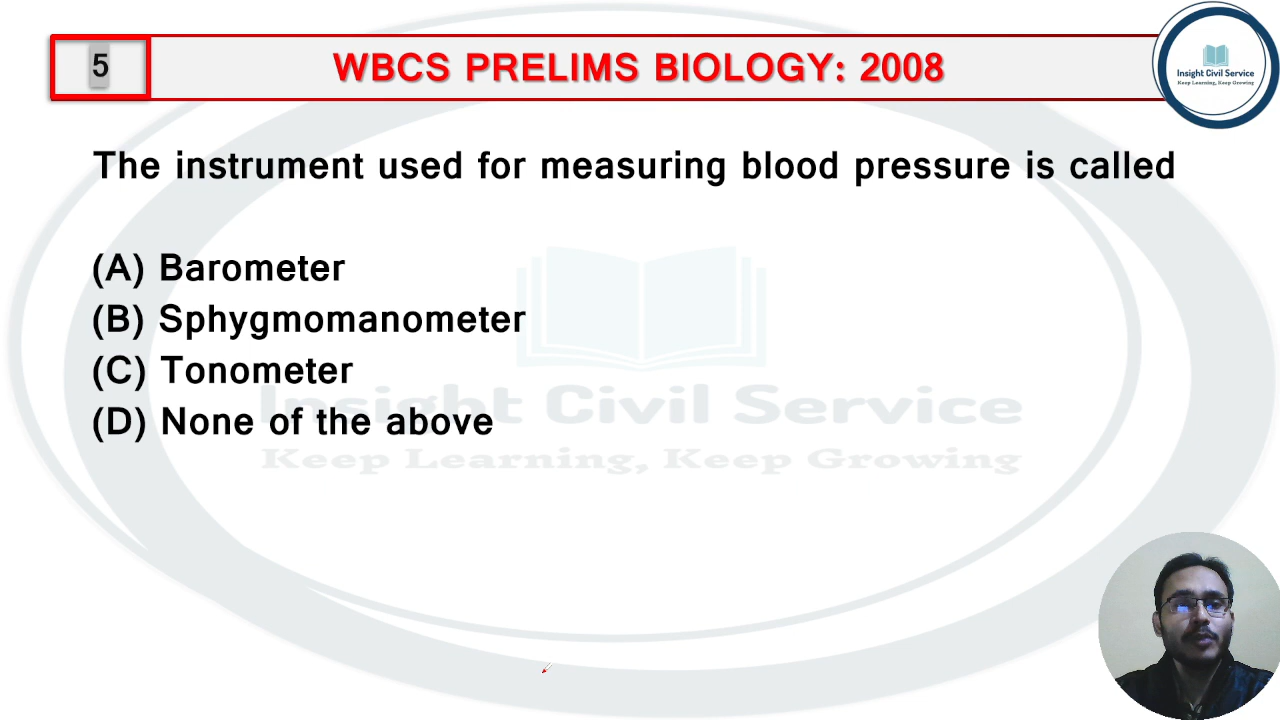 5
WBCS PRELIMS BIOLOGY: 2008
Insight Civil Service
Keep Learning, Keep Growing
The instrument used for measuring blood pressure is called
(A) Barometer
(B) Sphygmomanometer
(C) Tonometer
(D) None of the above
Insight Civil Service
Keep Learning, Keep Growing